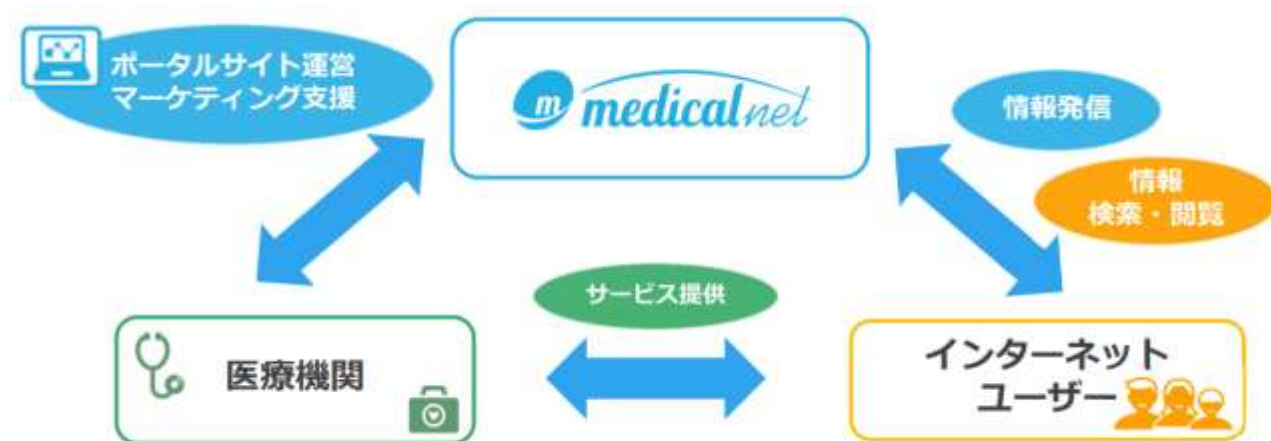 ポータルサイト運営
マーケティング支援
m medicalnet
情報発信
情報
検索・閲覧
サービス提供
医療機関
インターネット
ユーザー